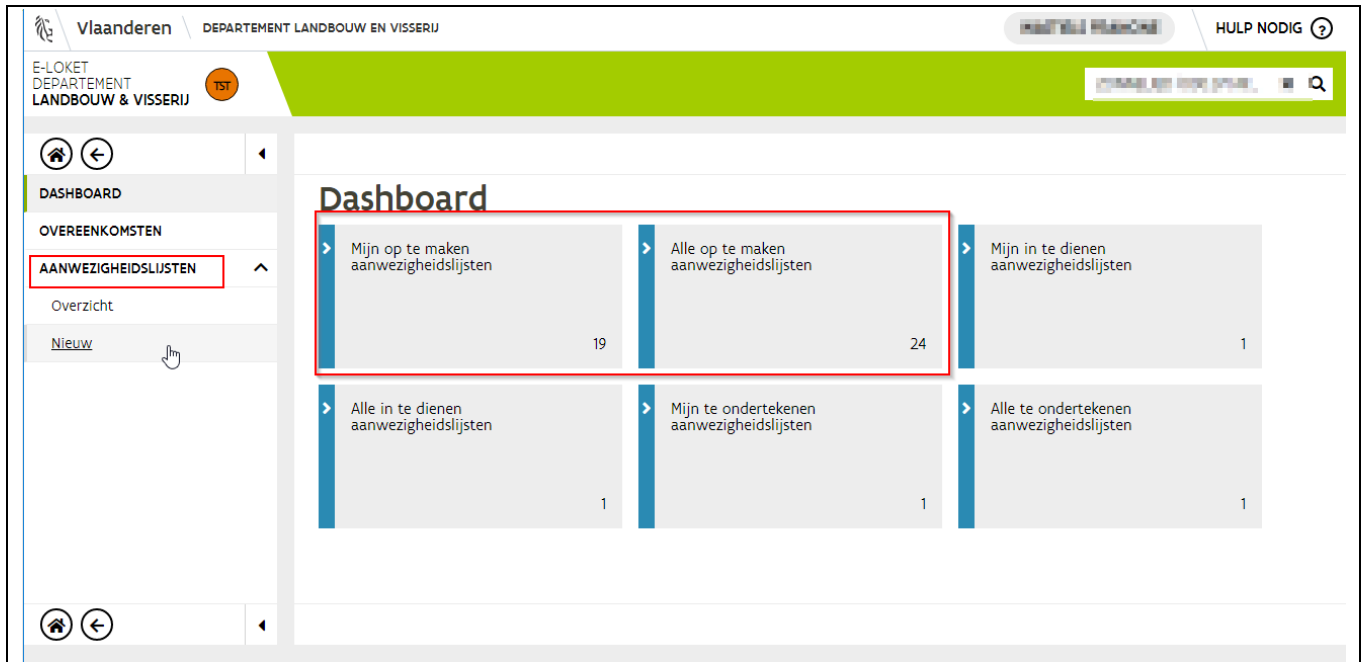 Vlaanderen
DEPARTEMENT LANDBOUW EN VISSERIJ
HULP NODIG ?
E-LOKET
DEPARTEMENT
LANDBOUW & VISSERIJ
TST
DASHBOARD
OVEREENKOMSTEN
AANWEZIGHEIDSLIJSTEN
Overzicht
Nieuw
Dashboard
Mijn op te maken
aanwezigheidslijsten
19
Alle op te maken
aanwezigheidslijsten
24
Mijn in te dienen
aanwezigheidslijsten
1
Alle in te dienen
aanwezigheidslijsten
1
Mijn te ondertekenen
aanwezigheidslijsten
1
Alle te ondertekenen
aanwezigheidslijsten
1